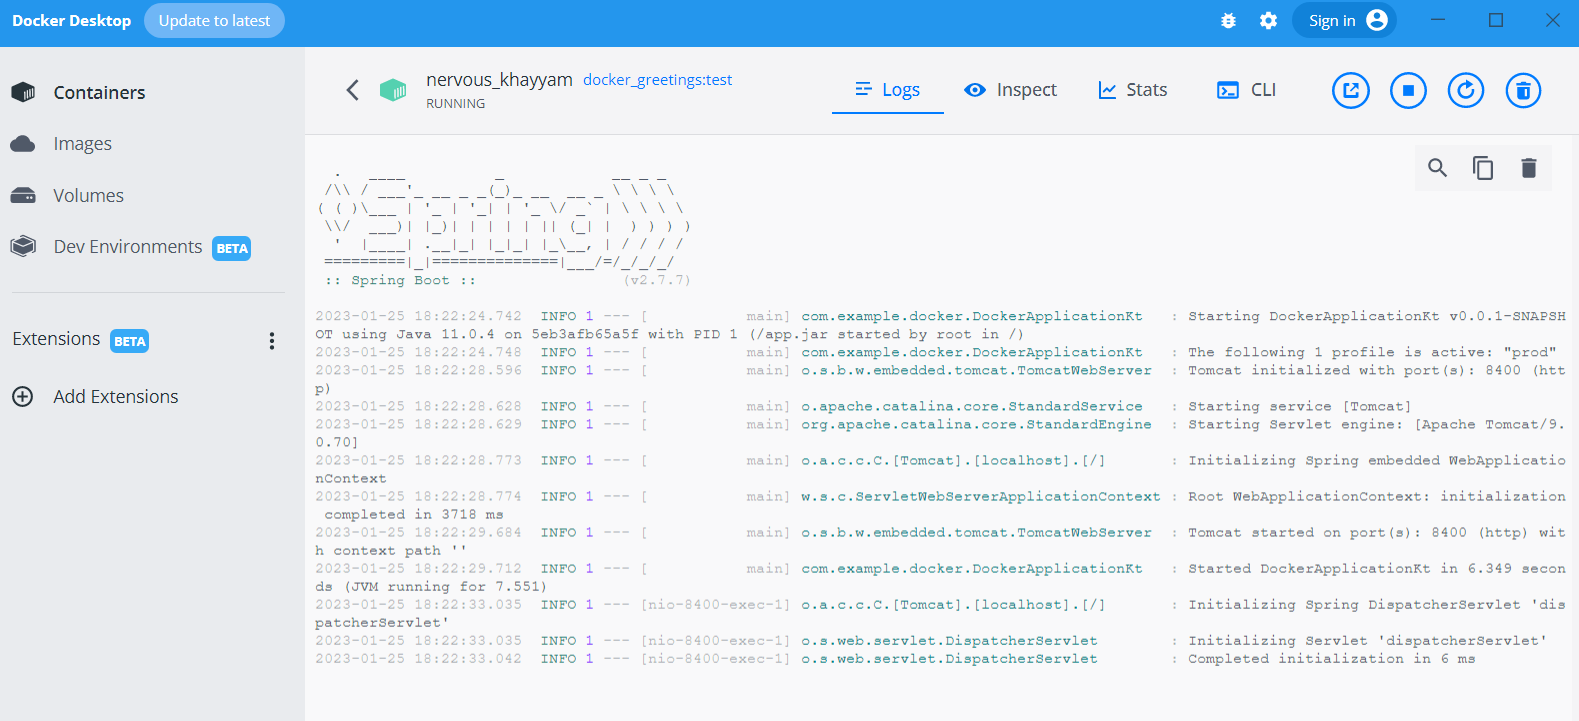 Docker Desktop Update to latest Sign in
Containers
Images
Volumes
Dev Environments BETA
Extensions BETA
Add Extensions
nervous_khayyam docker_greetings:test
RUNNING
Logs Inspect Stats CLI
  .   ____          _            __ _ _
 /\\ / ___'_ __ _ _(_)_ __  __ _ \ \ \ \
( ( )\___ | '_ | '_| | '_ \/ _` | \ \ \ \
 \\/  ___)| |_)| | | | | || (_| |  ) ) ) )
  '  |____| .__|_| |_|_| |_\__, | / / / /
 =========|_|==============|___/=/_/_/_/
 :: Spring Boot ::                (v2.7.7)
2023-01-25 18:22:24.742  INFO 1 --- [           main] com.example.docker.DockerApplicationKt   : Starting DockerApplicationKt v0.0.1-SNAPSH
OT using Java 11.0.4 on 5eb3afb65a5f with PID 1 (/app.jar started by root in /)
2023-01-25 18:22:24.748  INFO 1 --- [           main] com.example.docker.DockerApplicationKt   : The following 1 profile is active: "prod"
2023-01-25 18:22:28.596  INFO 1 --- [           main] o.s.b.w.embedded.tomcat.TomcatWebServer  : Tomcat initialized with port(s): 8400 (htt
p)
2023-01-25 18:22:28.628  INFO 1 --- [           main] o.apache.catalina.core.StandardService   : Starting service [Tomcat]
2023-01-25 18:22:28.629  INFO 1 --- [           main] org.apache.catalina.core.StandardEngine  : Starting Servlet engine: [Apache Tomcat/9.
0.70]
2023-01-25 18:22:28.773  INFO 1 --- [           main] o.a.c.c.C.[Tomcat].[localhost].[/]       : Initializing Spring embedded WebApplicatio
nContext
2023-01-25 18:22:28.774  INFO 1 --- [           main] w.s.c.ServletWebServerApplicationContext : Root WebApplicationContext: initialization
 completed in 3718 ms
2023-01-25 18:22:29.684  INFO 1 --- [           main] o.s.b.w.embedded.tomcat.TomcatWebServer  : Tomcat started on port(s): 8400 (http) wit
h context path ''
2023-01-25 18:22:29.712  INFO 1 --- [           main] com.example.docker.DockerApplicationKt   : Started DockerApplicationKt in 6.349 secon
ds (JVM running for 7.551)
2023-01-25 18:22:33.035  INFO 1 --- [nio-8400-exec-1] o.a.c.c.C.[Tomcat].[localhost].[/]       : Initializing Spring DispatcherServlet 'dis
patcherServlet'
2023-01-25 18:22:33.035  INFO 1 --- [nio-8400-exec-1] o.s.web.servlet.DispatcherServlet        : Initializing Servlet 'dispatcherServlet'
2023-01-25 18:22:33.042  INFO 1 --- [nio-8400-exec-1] o.s.web.servlet.DispatcherServlet        : Completed initialization in 6 ms